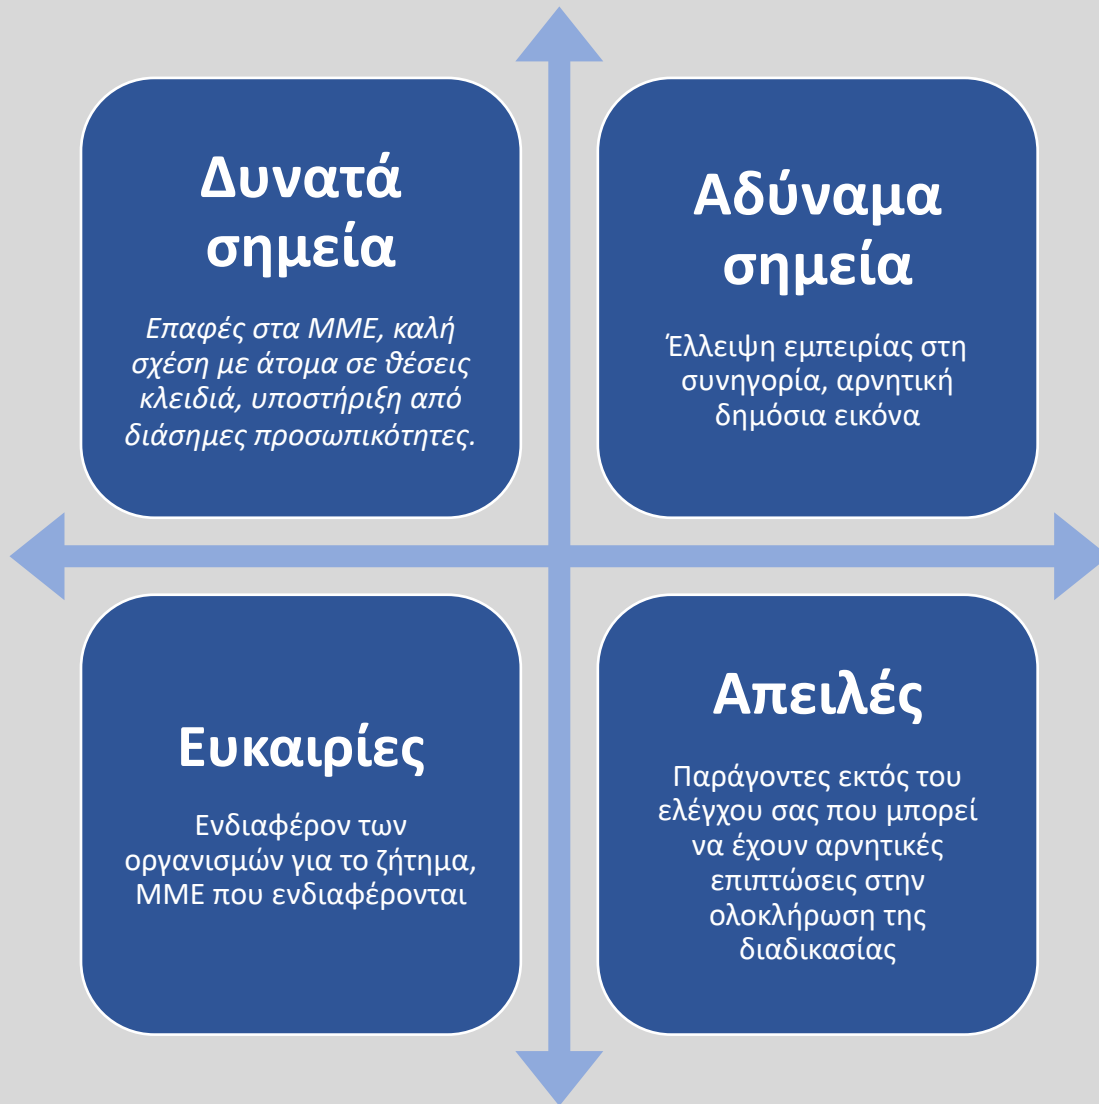 Δυνατά
σημεία
Επαφές στα ΜΜΕ, καλή
σχέση με άτομα σε θέσεις
κλειδιά, υποστήριξη από
διάσημες προσωπικότητες.
Αδύναμα
σημεία
Έλλειψη εμπειρίας στη
συνηγορία, αρνητική
δημόσια εικόνα
Ευκαιρίες
Ενδιαφέρον των
οργανισμών για το ζήτημα,
ΜΜΕ που ενδιαφέρονται
Απειλές
Παράγοντες εκτός του
ελέγχου σας που μπορεί
να έχουν αρνητικές
επιπτώσεις στην
ολοκλήρωση της
διαδικασίας